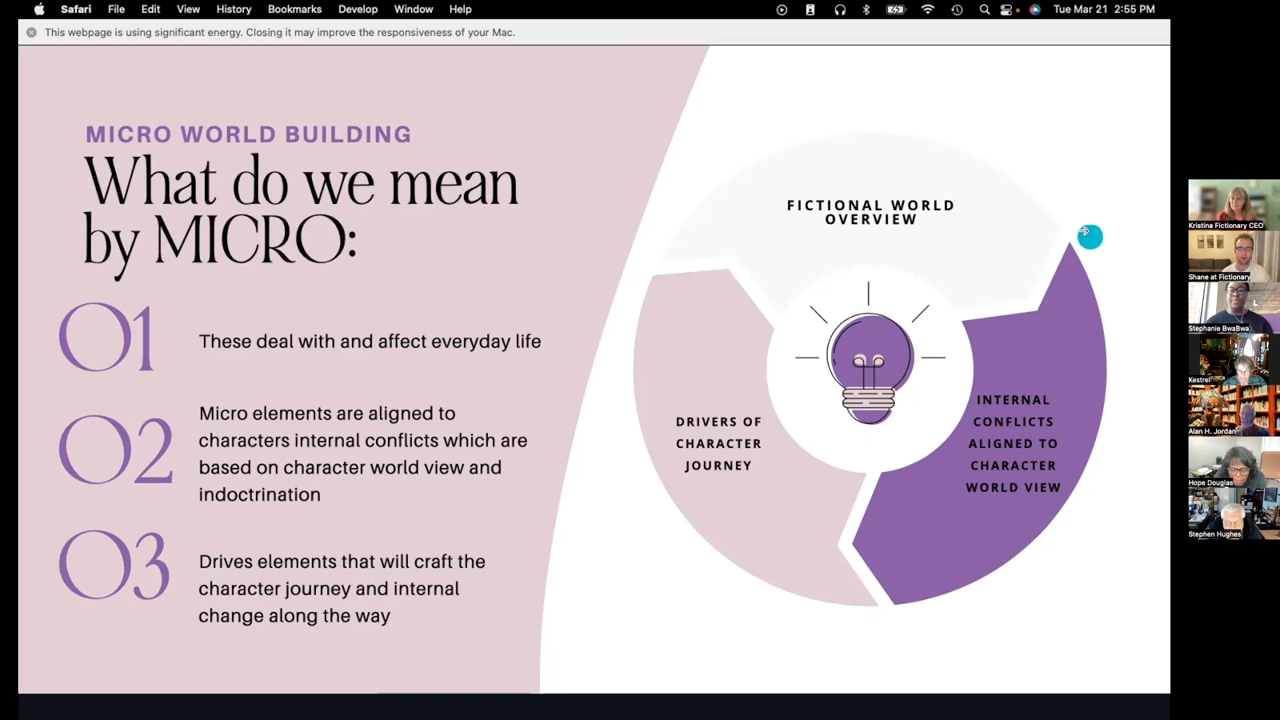 Safari File Edit View History Bookmarks Develop Window Help Tue Mar 21 2:55 PM
This webpage is using significant energy. Closing it may improve the responsiveness of your Mac.
MICRO WORLD BUILDING
What do we mean
by MICRO:
01
These deal with and affect everyday life
02
Micro elements are aligned to
characters internal conflicts which are
based on character world view and
indoctrination
03
Drives elements that will craft the
character journey and internal
change along the way
FICTIONAL WORLD
OVERVIEW
DRIVERS OF
CHARACTER
JOURNEY
INTERNAL
CONFLICTS
ALIGNED TO
CHARACTER
WORLD VIEW
Kristina Fictionary CEO
Shane at Fictionary
Stephanie BwaBwa
Kestrel
Alan H. Jordan
Hope Douglas
Stephen Hughes